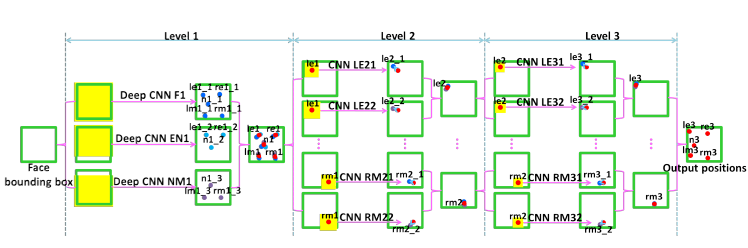 Level 1
Level 2
Level 3
Face
bounding box
Deep CNN F1
Deep CNN EN1
Deep CNN NM1
le1_1 re1_1
n1_1
lm1_1 rm1_1
le1_2 re1_2
n1_2
n1_3
lm1_3 rm1_3
le1 re1
n1
lm1 rm1
le1
CNN LE21
le2_1
le1
CNN LE22
le2_2
le2
rm1
CNN RM21
rm2_1
rm1
CNN RM22
rm2_2
rm2
le2
CNN LE31
le3_1
le2
CNN LE32
le3_2
le3
rm2
CNN RM31
rm3_1
rm2
CNN RM32
rm3_2
rm3
le3 re3
n3
lm3 rm3
Output positions